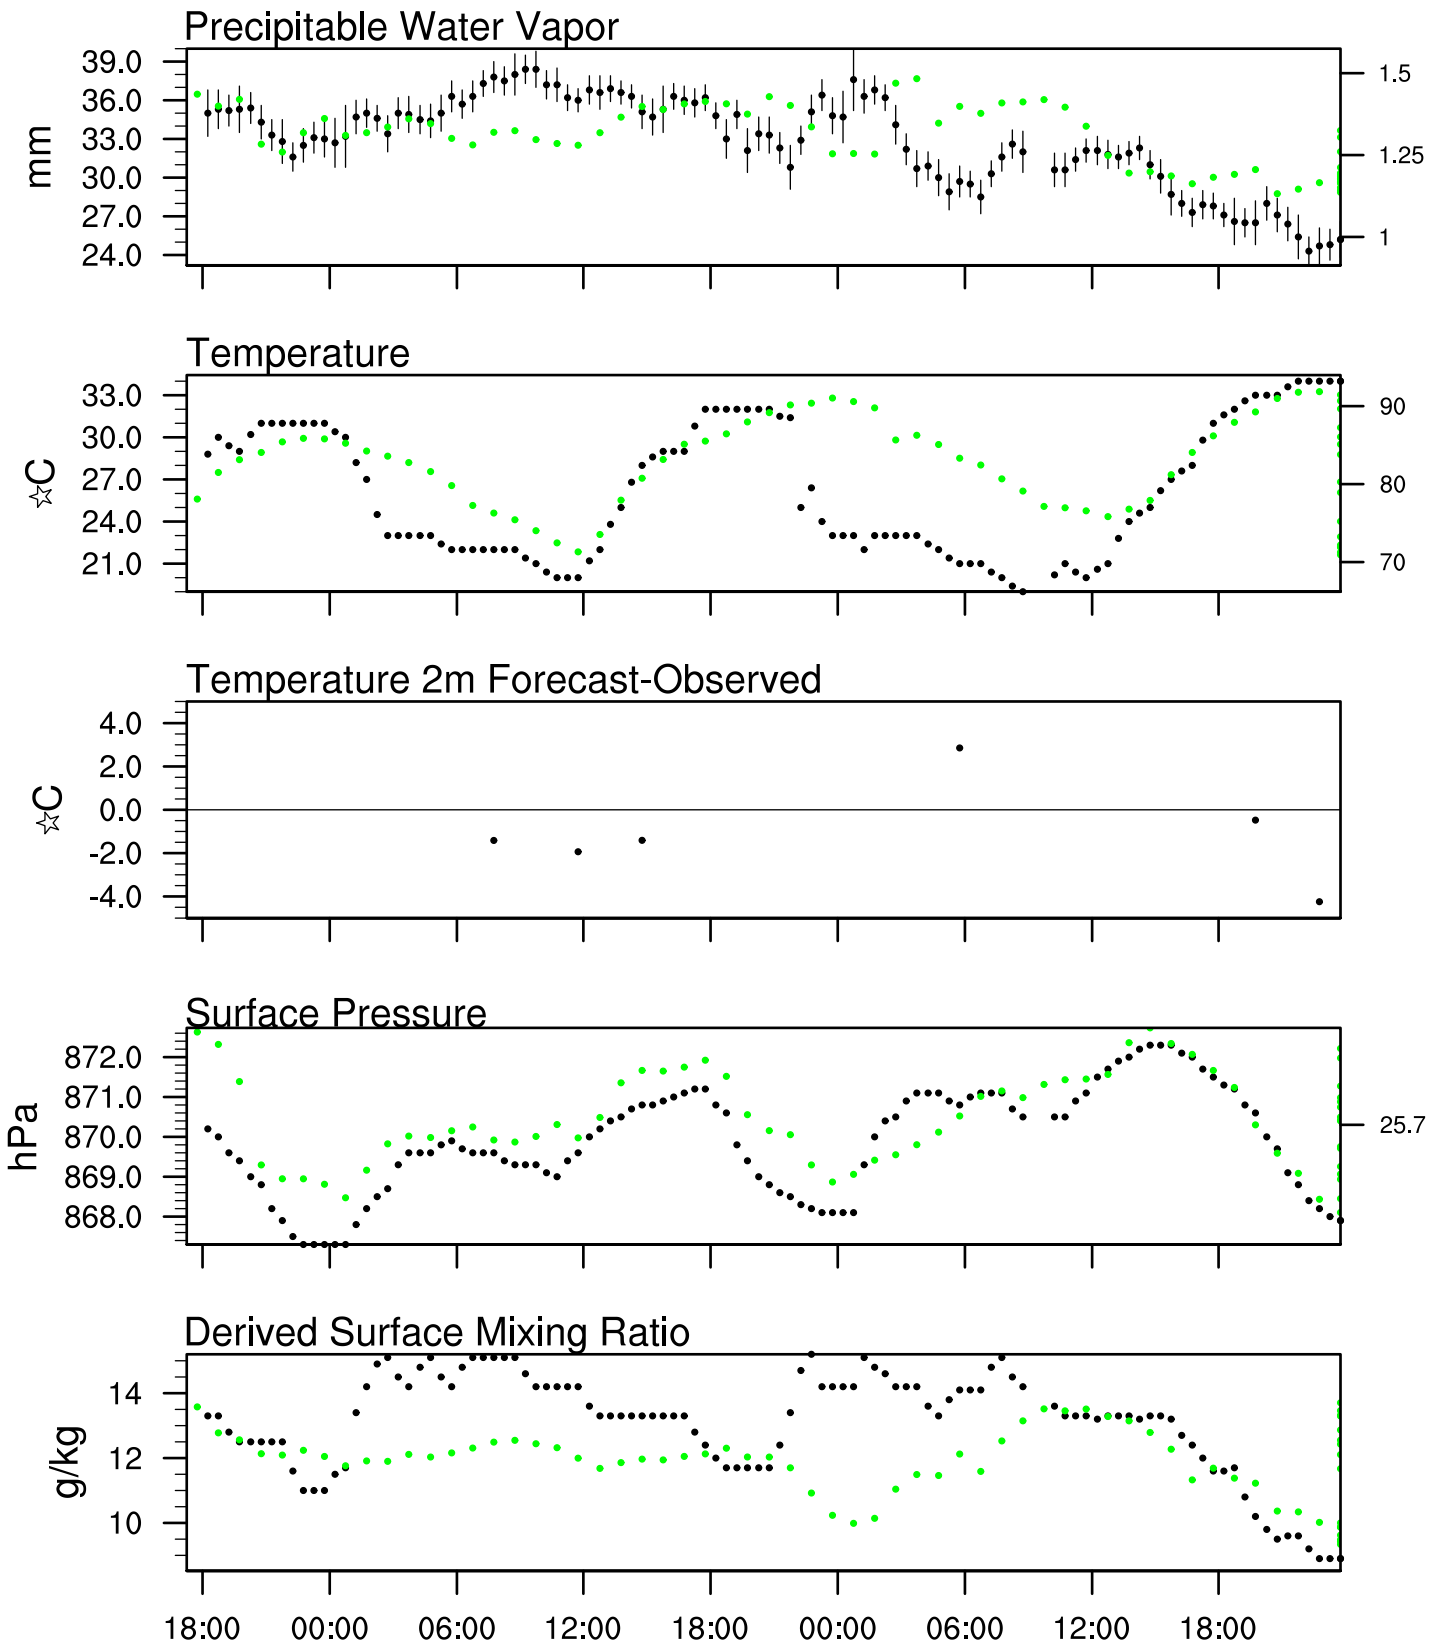 Precipitable Water Vapor
39.0
36.0
33.0
30.0
27.0
24.0
mm
1.5
1.25
1
Temperature
33.0
30.0
27.0
24.0
21.0
☆C
90
80
70
Temperature 2m Forecast-Observed
4.0
2.0
0.0
-2.0
-4.0
☆C
Surface Pressure
872.0
871.0
870.0
869.0
868.0
hPa
25.7
Derived Surface Mixing Ratio
14
12
10
g/kg
18:00 00:00 06:00 12:00 18:00 00:00 06:00 12:00 18:00